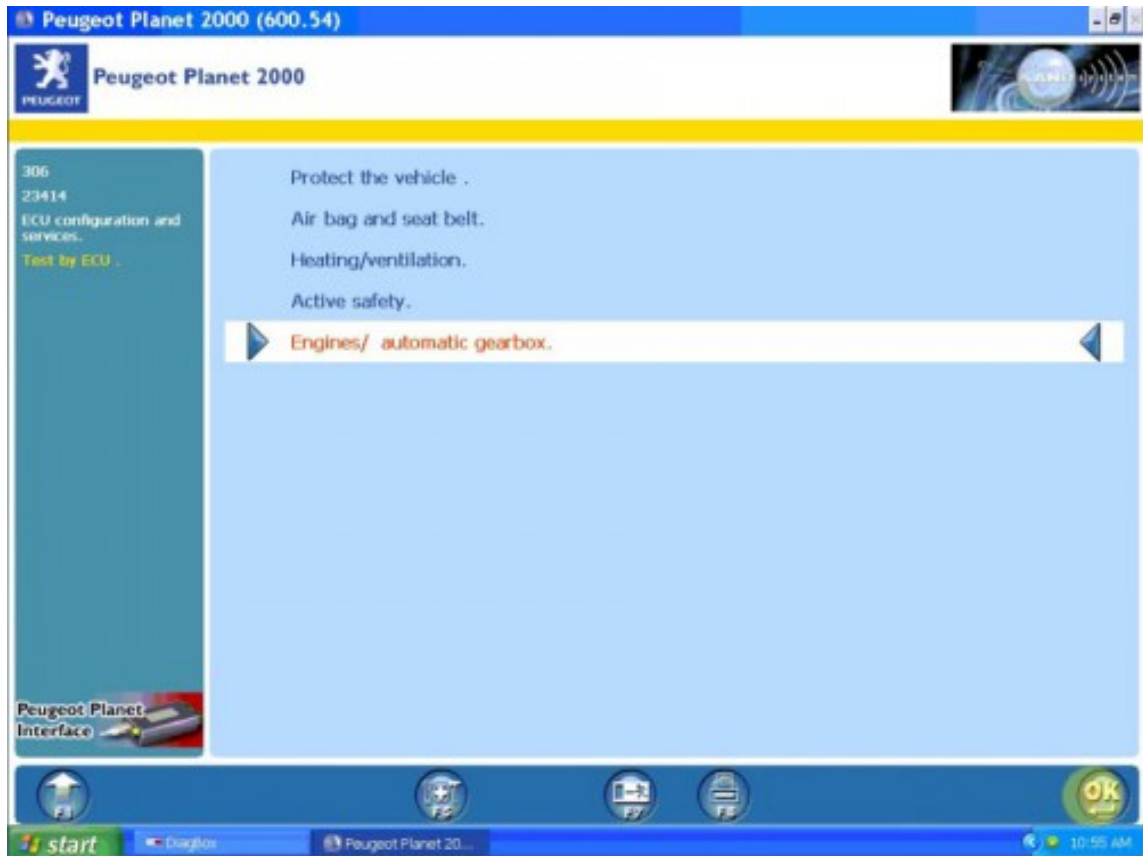 Peugeot Planet 2000 (600.54)
PEUGEOT
Peugeot Planet 2000
306
23414
ECU configuration and
services.
Test by ECU .
Protect the vehicle .
Air bag and seat belt.
Heating/ventilation.
Active safety.
Engines/ automatic gearbox.
Peugeot Planet
Interface
F1
F7
OK
start
DiagBox
Peugeot Planet 20...
10:55 AM